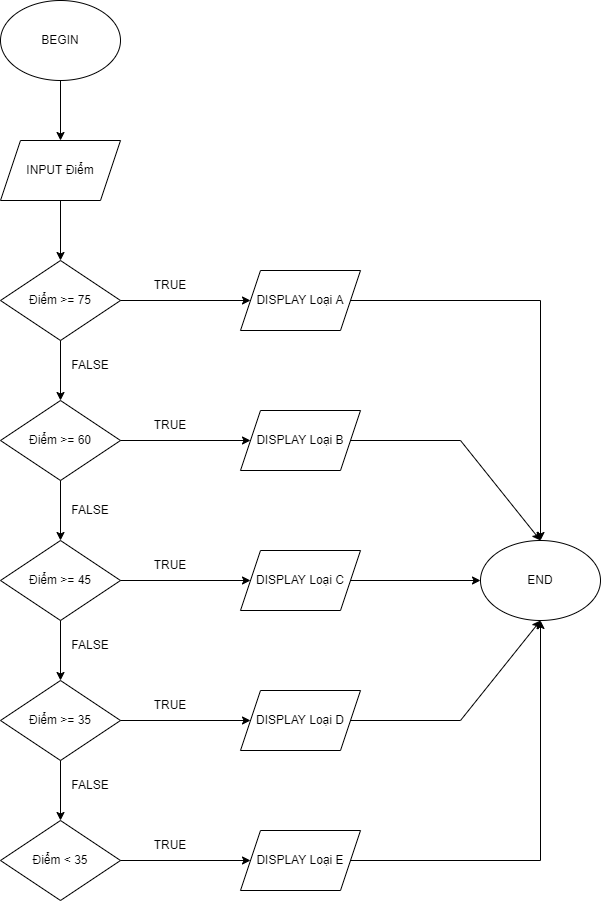 BEGIN
INPUT Điểm
Điểm >= 75
TRUE
DISPLAY Loại A
FALSE
Điểm >= 60
TRUE
DISPLAY Loại B
FALSE
Điểm >= 45
TRUE
DISPLAY Loại C
END
FALSE
Điểm >= 35
TRUE
DISPLAY Loại D
FALSE
Điểm < 35
TRUE
DISPLAY Loại E